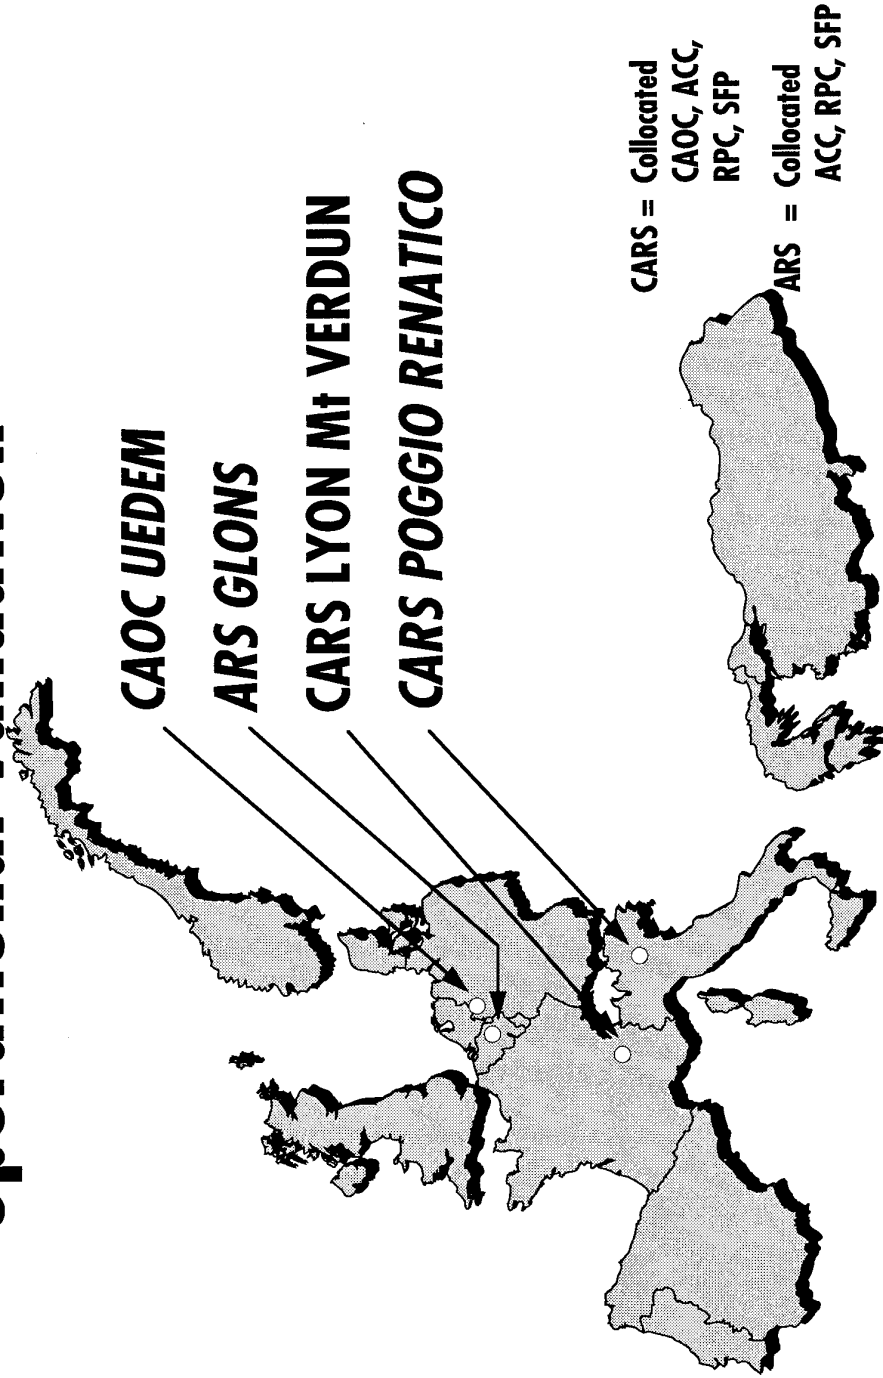 CAOC UEDEM
ARS GLONS
CARS LYON Mt VERDUN
CARS POGGIO RENATICO
CARS = Collocated
CAOC, ACC,
RPC, SFP
ARS = Collocated
ACC, RPC, SFP